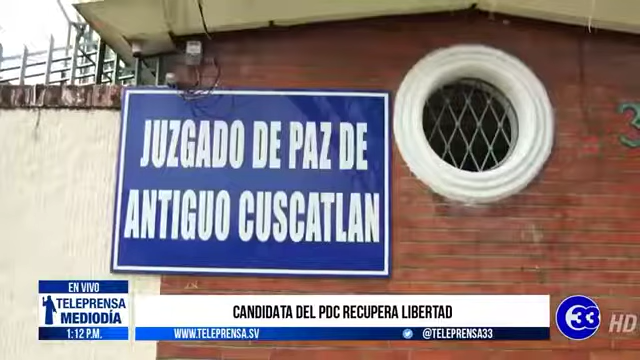 JUZGADO DE PAZ DE
ANTIGUO CUSCATLAN
3
EN VIVO
TELEPRENSA
MEDIODÍA
1:12 P.M.
CANDIDATA DEL PDC RECUPERA LIBERTAD
WWW.TELEPRENSA.SV
@TELEPRENSA33
33
HD